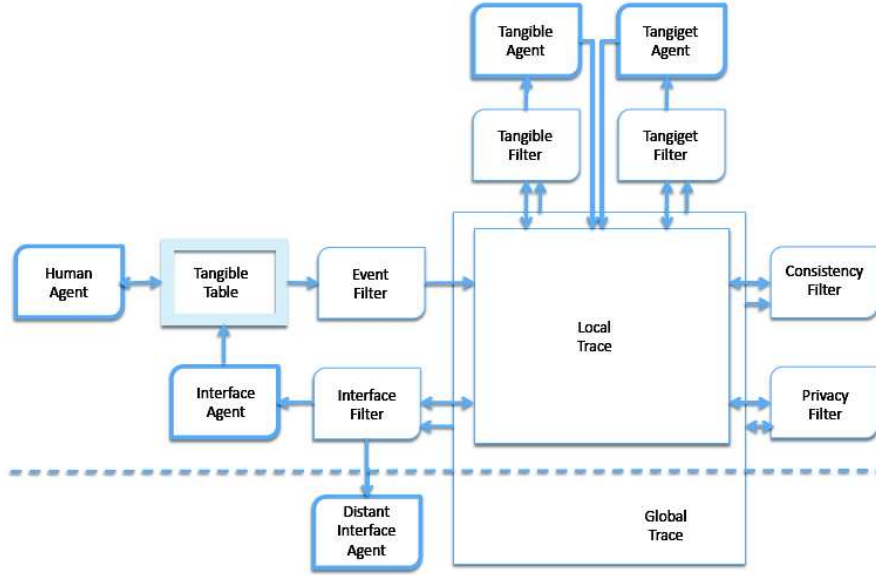 Tangible
Agent
Tangiget
Agent
Tangible
Filter
Tangiget
Filter
Human
Agent
Tangible
Table
Event
Filter
Consistency
Filter
Local
Trace
Interface
Agent
Interface
Filter
Privacy
Filter
Distant
Interface
Agent
Global
Trace